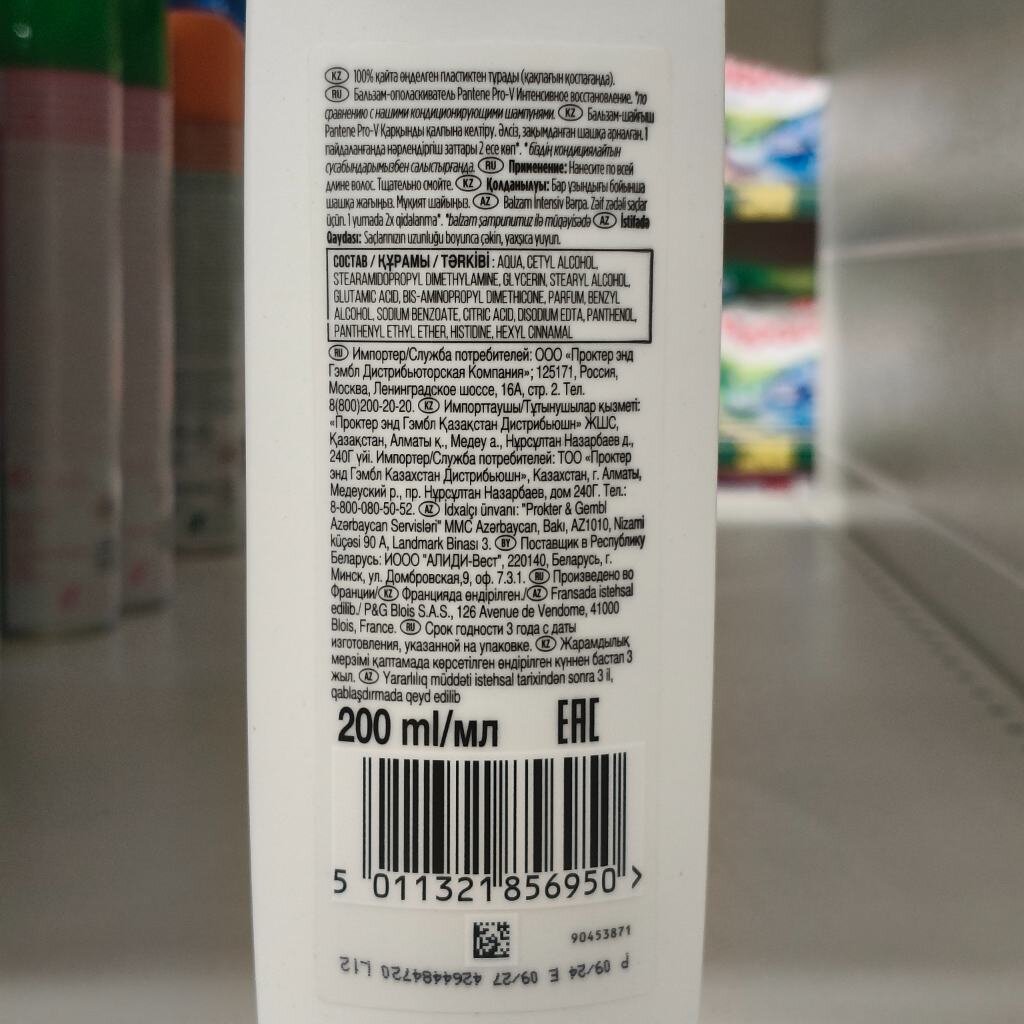 KZ 100% қайта өнделген пластиктен тұрады (қақпағын қоспағанда).
RU Бальзам-ополаскиватель Pantene Pro-V Интенсивное восстановление. *по
сравнению с нашими кондиционирующими шампунями. KZ Бальзам-шайғыш
Pantene Pro-V Қарқынды қалпына келтіру. Әлсіз, зақымданған шашқа арналған. 1
пайдаланғанда нәрлендіргіш заттары 2 есе көп*. *біздің кондициялайтын
сусабындарымызбен салыстырғанда. RU Применение: Нанесите по всей
длине волос. Тщательно смойте. KZ Қолданылуы: Бар ұзындығы бойынша
шашқа жағыңыз. Мұқият шайыңыз. AZ Balzam İntensiv Bərpa. Zəif zədəli saçlar
üçün. 1 yumada 2x qidalanma*. *balzam şampunumuz ilə müqayisədə AZ İstifadə
Qaydası: Saçlarınızın uzunluğu boyunca çəkin, yaxşıca yuyun.
СОСТАВ / ҚҰРАМЫ / TƏRKİBİ : AQUA, CETYL ALCOHOL,
STEARAMIDOPROPYL DIMETHYLAMINE, GLYCERIN, STEARYL ALCOHOL,
GLUTAMIC ACID, BIS-AMINOPROPYL DIMETHICONE, PARFUM, BENZYL
ALCOHOL, SODIUM BENZOATE, CITRIC ACID, DISODIUM EDTA, PANTHENOL,
PANTHENYL ETHYL ETHER, HISTIDINE, HEXYL CINNAMAL
RU Импортер/Служба потребителей: ООО «Проктер энд
Гэмбл Дистрибьюторская Компания»; 125171, Россия,
Москва, Ленинградское шоссе, 16А, стр. 2. Тел.
8(800)200-20-20. KZ Импорттаушы/Тұтынушылар қызметі:
«Проктер энд Гэмбл Қазақстан Дистрибьюшн» ЖШС,
Қазақстан, Алматы қ., Медеу а., Нұрсұлтан Назарбаев д.,
240Г үйі. Импортер/Служба потребителей: ТОО «Проктер
энд Гэмбл Казахстан Дистрибьюшн», Казахстан, г. Алматы,
Медеуский р., пр. Нұрсұлтан Назарбаев, дом 240Г. Тел.:
8-800-080-50-52. AZ İdxalçı ünvanı: "Prokter & Gembl
Azərbaycan Servisləri" MMC Azərbaycan, Bakı, AZ1010, Nizami
küçəsi 90 A, Landmark Binası 3. BY Поставщик в Республику
Беларусь: ИООО "АЛИДИ-Вест", 220140, Беларусь, г.
Минск, ул. Домбровская,9, оф. 7.3.1. RU Произведено во
Франции/KZ Францияда өндірілген./AZ Fransada istehsal
edilib./ P&G Blois S.A.S., 126 Avenue de Vendome, 41000
Blois, France. RU Срок годности 3 года с даты
изготовления, указанной на упаковке. KZ Жарамдылық
мерзімі қаптамада көрсетілген өндірілген күннен бастап 3
жыл. AZ Yararlılıq müddəti istehsal tarixindən sonra 3 il,
qablaşdırmada qeyd edilib
200 ml/мл EAC
5 011321 856950 >
90453871
P 09/24 E 09/27 4264484720 L12